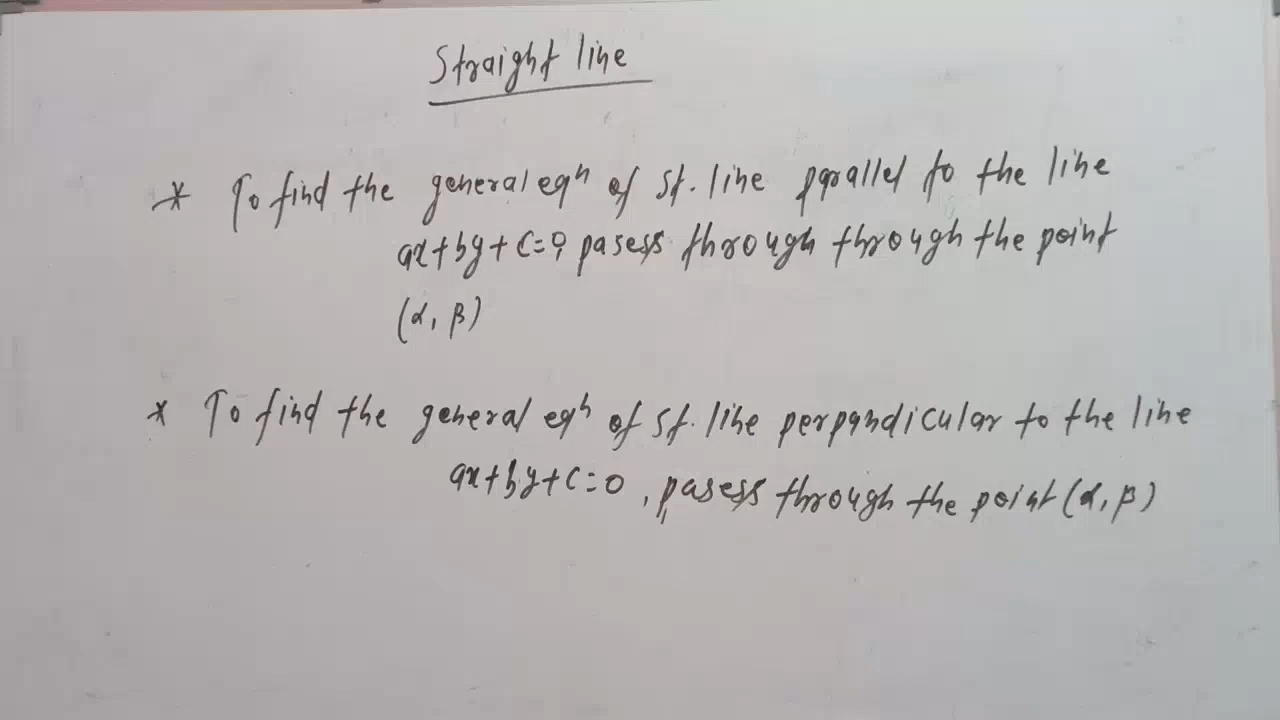 Straight line
* To find the general eqn of st. line parallel to the line
ax+by+c=0, pasess through through the point
(α, β)
* To find the general eqn of st. line perpandicular to the line
ax+by+c=0, pasess through the point (α, β)